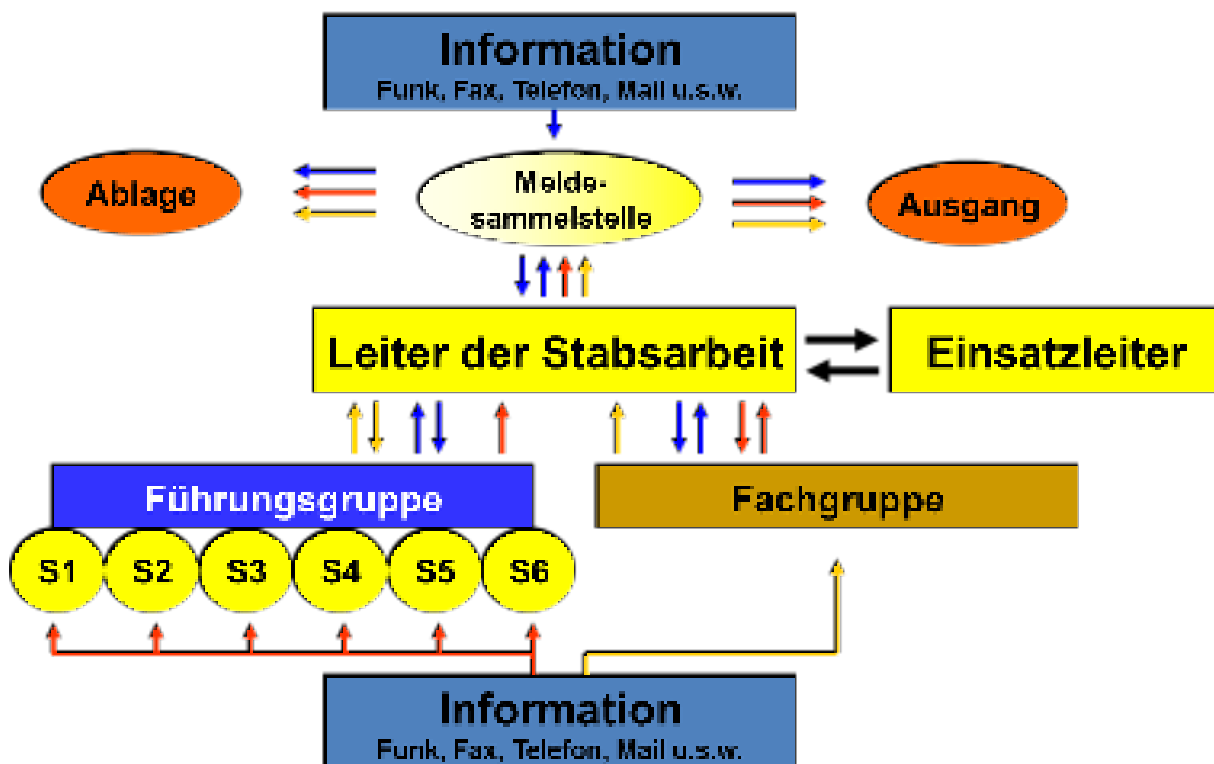 Information
Funk, Fax, Telefon, Mail u.s.w.
Ablage
Melde-
sammelstelle
Ausgang
Leiter der Stabsarbeit
Einsatzleiter
Führungsgruppe
Fachgruppe
S1 S2 S3 S4 S5 S6
Information
Funk, Fax, Telefon, Mail u.s.w.